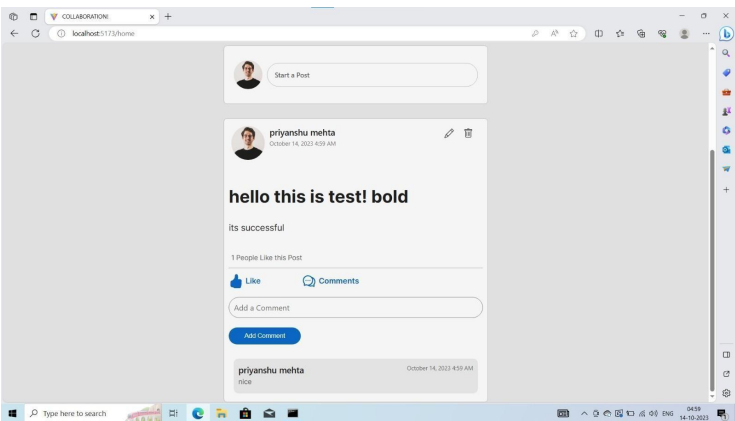 COLLABORATION!
localhost:5173/home
Start a Post
priyanshu mehta
October 14, 2023 4:59 AM
hello this is test! bold
its successful
1 People Like this Post
Like
Comments
Add a Comment
Add Comment
priyanshu mehta
October 14, 2023 4:59 AM
nice
Type here to search
ENG
04:59
14-10-2023